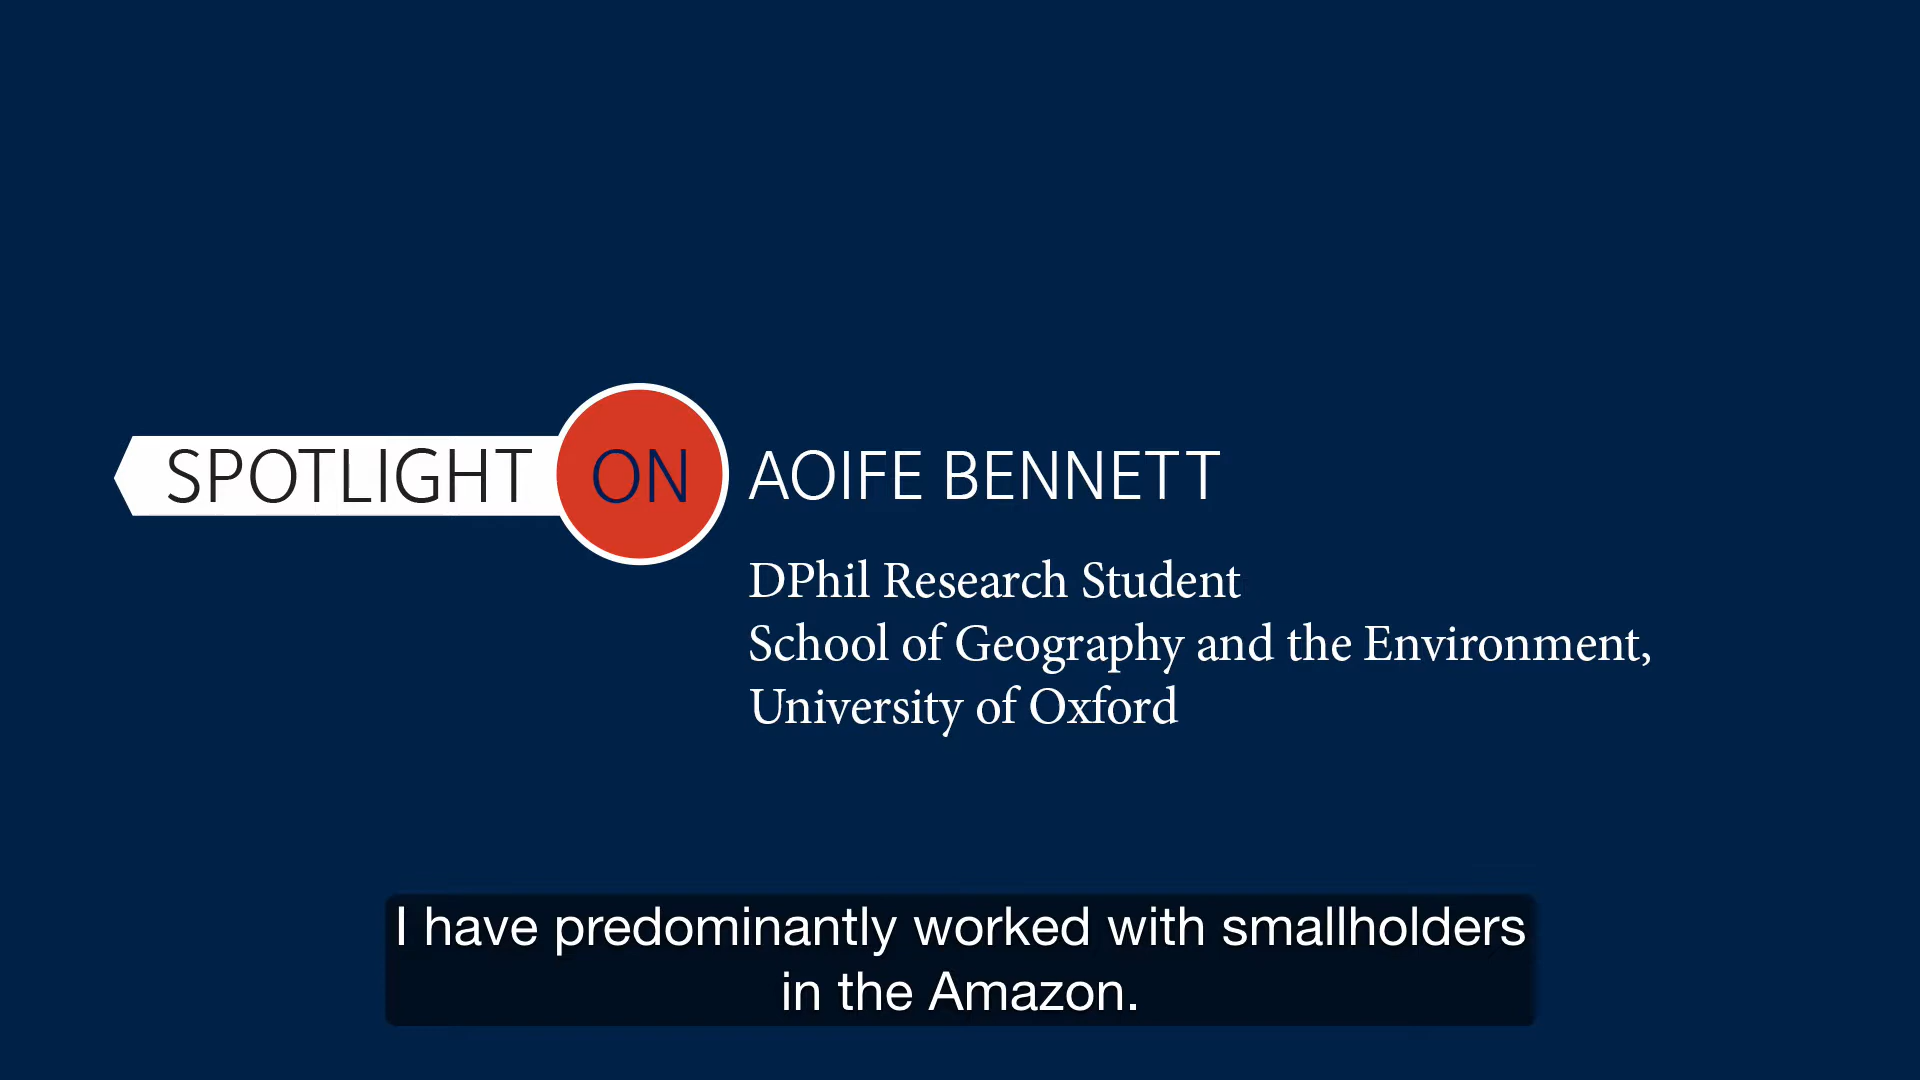 SPOTLIGHT ON AOIFE BENNETT
DPhil Research Student
School of Geography and the Environment,
University of Oxford
I have predominantly worked with smallholders
in the Amazon.